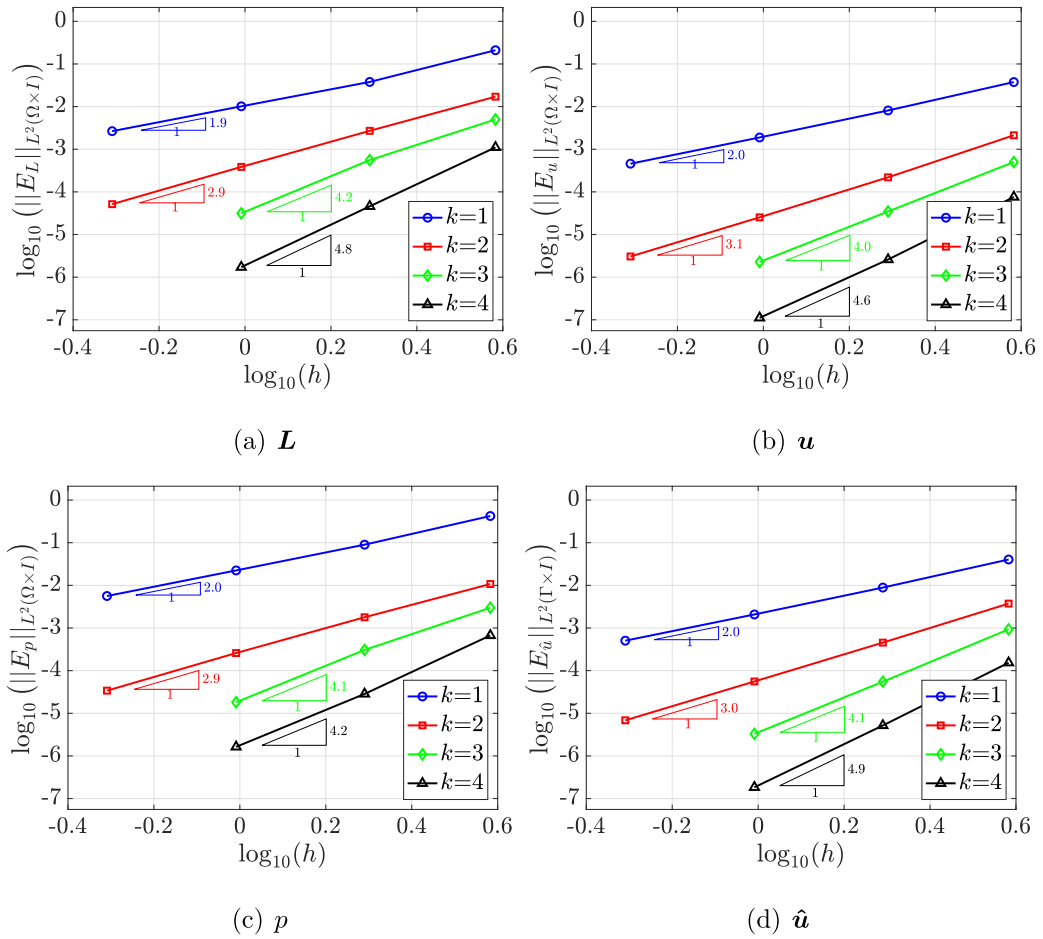 log₁₀(||E_L||_{L²(Ω×I)})
0
-1
-2
-3
-4
-5
-6
-7
-0.4 -0.2 0 0.2 0.4 0.6
log₁₀(h)
1.9
1
2.9
1
4.2
1
4.8
1
k=1
k=2
k=3
k=4
(a) L
log₁₀(||E_u||_{L²(Ω×I)})
0
-1
-2
-3
-4
-5
-6
-7
-0.4 -0.2 0 0.2 0.4 0.6
log₁₀(h)
2.0
1
3.1
1
4.0
1
4.6
1
k=1
k=2
k=3
k=4
(b) u
log₁₀(||E_p||_{L²(Ω×I)})
0
-1
-2
-3
-4
-5
-6
-7
-0.4 -0.2 0 0.2 0.4 0.6
log₁₀(h)
2.0
1
2.9
1
4.1
1
4.2
1
k=1
k=2
k=3
k=4
(c) p
log₁₀(||E_û||_{L²(Γ×I)})
0
-1
-2
-3
-4
-5
-6
-7
-0.4 -0.2 0 0.2 0.4 0.6
log₁₀(h)
2.0
1
3.0
1
4.1
1
4.9
1
k=1
k=2
k=3
k=4
(d) û